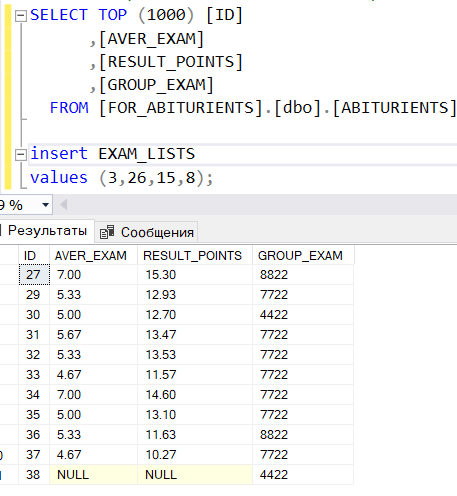 SELECT TOP (1000) [ID]
,[AVER_EXAM]
,[RESULT_POINTS]
,[GROUP_EXAM]
FROM [FOR_ABITURIENTS].[dbo].[ABITURIENTS]
insert EXAM_LISTS
values (3,26,15,8);
9 %
Результаты Сообщения
ID AVER_EXAM RESULT_POINTS GROUP_EXAM
27 7.00 15.30 8822
29 5.33 12.93 7722
30 5.00 12.70 4422
31 5.67 13.47 7722
32 5.33 13.53 7722
33 4.67 11.57 7722
34 7.00 14.60 7722
35 5.00 13.10 7722
36 5.33 11.63 8822
37 4.67 10.27 7722
38 NULL NULL 4422